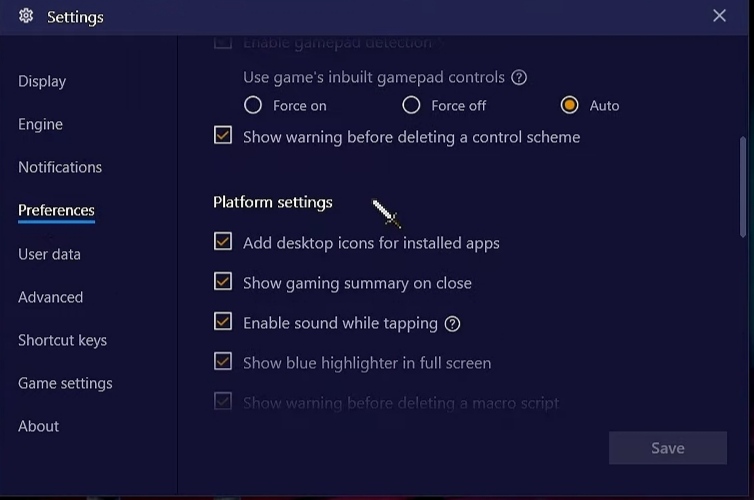 Settings
Display
Engine
Notifications
Preferences
User data
Advanced
Shortcut keys
Game settings
About
Enable gamepad detection
Use game's inbuilt gamepad controls ?
Force on Force off Auto
Show warning before deleting a control scheme
Platform settings
Add desktop icons for installed apps
Show gaming summary on close
Enable sound while tapping ?
Show blue highlighter in full screen
Show warning before deleting a macro script
Save